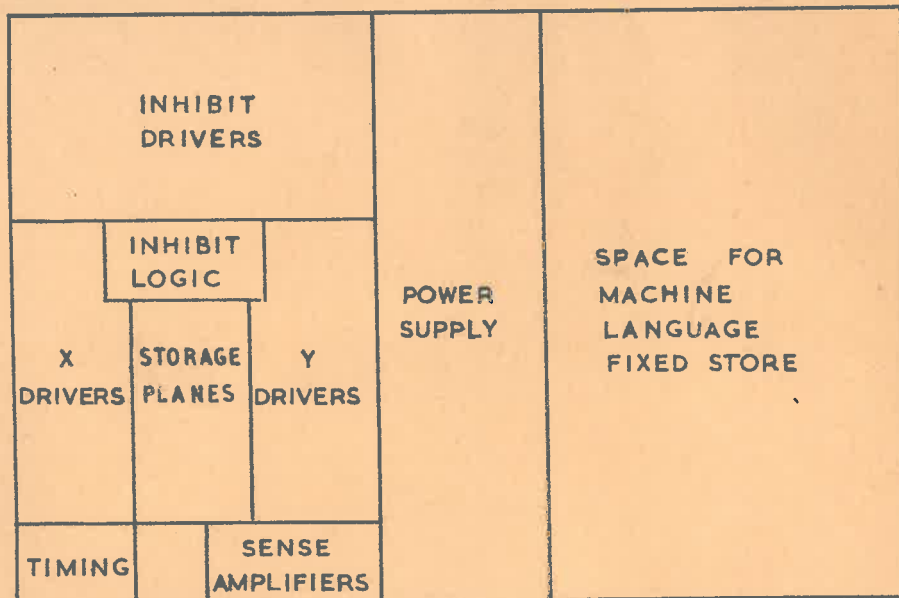 INHIBIT
DRIVERS
INHIBIT
LOGIC
X
DRIVERS
STORAGE
PLANES
Y
DRIVERS
TIMING
SENSE
AMPLIFIERS
POWER
SUPPLY
SPACE FOR
MACHINE
LANGUAGE
FIXED STORE